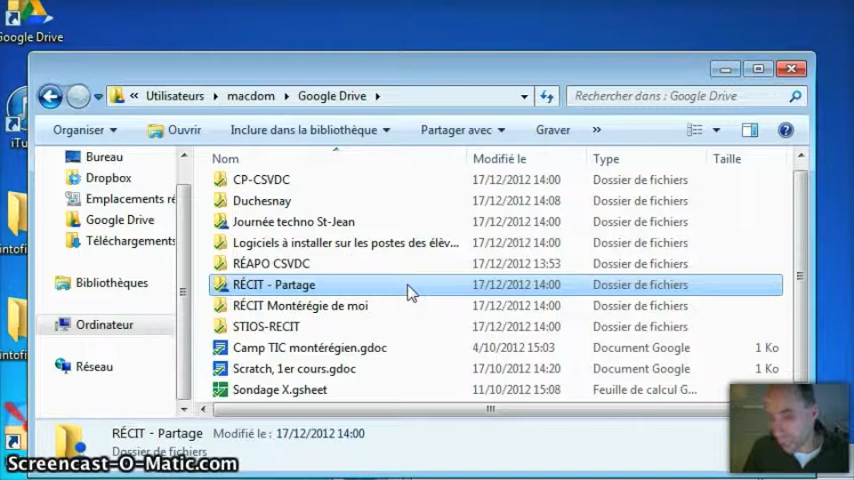 Google Drive
« Utilisateurs macdom Google Drive
Rechercher dans : Google Drive
Organiser Ouvrir Inclure dans la bibliothèque Partager avec Graver »
Nom Modifié le Type Taille
Bureau
Dropbox
Emplacements ré
Google Drive
Téléchargements
Bibliothèques
Ordinateur
Réseau
CP-CSVDC 17/12/2012 14:00 Dossier de fichiers
Duchesnay 17/12/2012 14:08 Dossier de fichiers
Journée techno St-Jean 17/12/2012 14:00 Dossier de fichiers
Logiciels à installer sur les postes des élèv... 17/12/2012 14:00 Dossier de fichiers
RÉAPO CSVDC 17/12/2012 13:53 Dossier de fichiers
RÉCIT - Partage 17/12/2012 14:00 Dossier de fichiers
RÉCIT Montérégie de moi 17/12/2012 14:00 Dossier de fichiers
STIOS-RECIT 17/12/2012 14:00 Dossier de fichiers
Camp TIC montérégien.gdoc 4/10/2012 15:03 Document Google 1 Ko
Scratch, 1er cours.gdoc 17/10/2012 14:20 Document Google 1 Ko
Sondage X.gsheet 11/10/2012 15:08 Feuille de calcul G... 1 Ko
iTu
intofi
intofi
RÉCIT - Partage Modifié le : 17/12/2012 14:00
Dossier de fichiers
Screencast-O-Matic.com